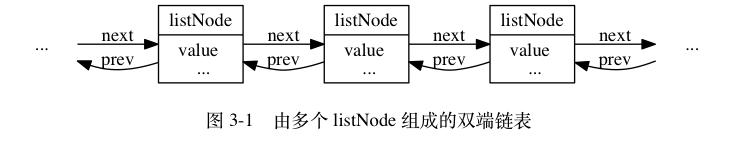 listNode listNode listNode
... next next next next ...
value value value
prev prev prev prev
... ... ...
图 3-1 由多个 listNode 组成的双端链表